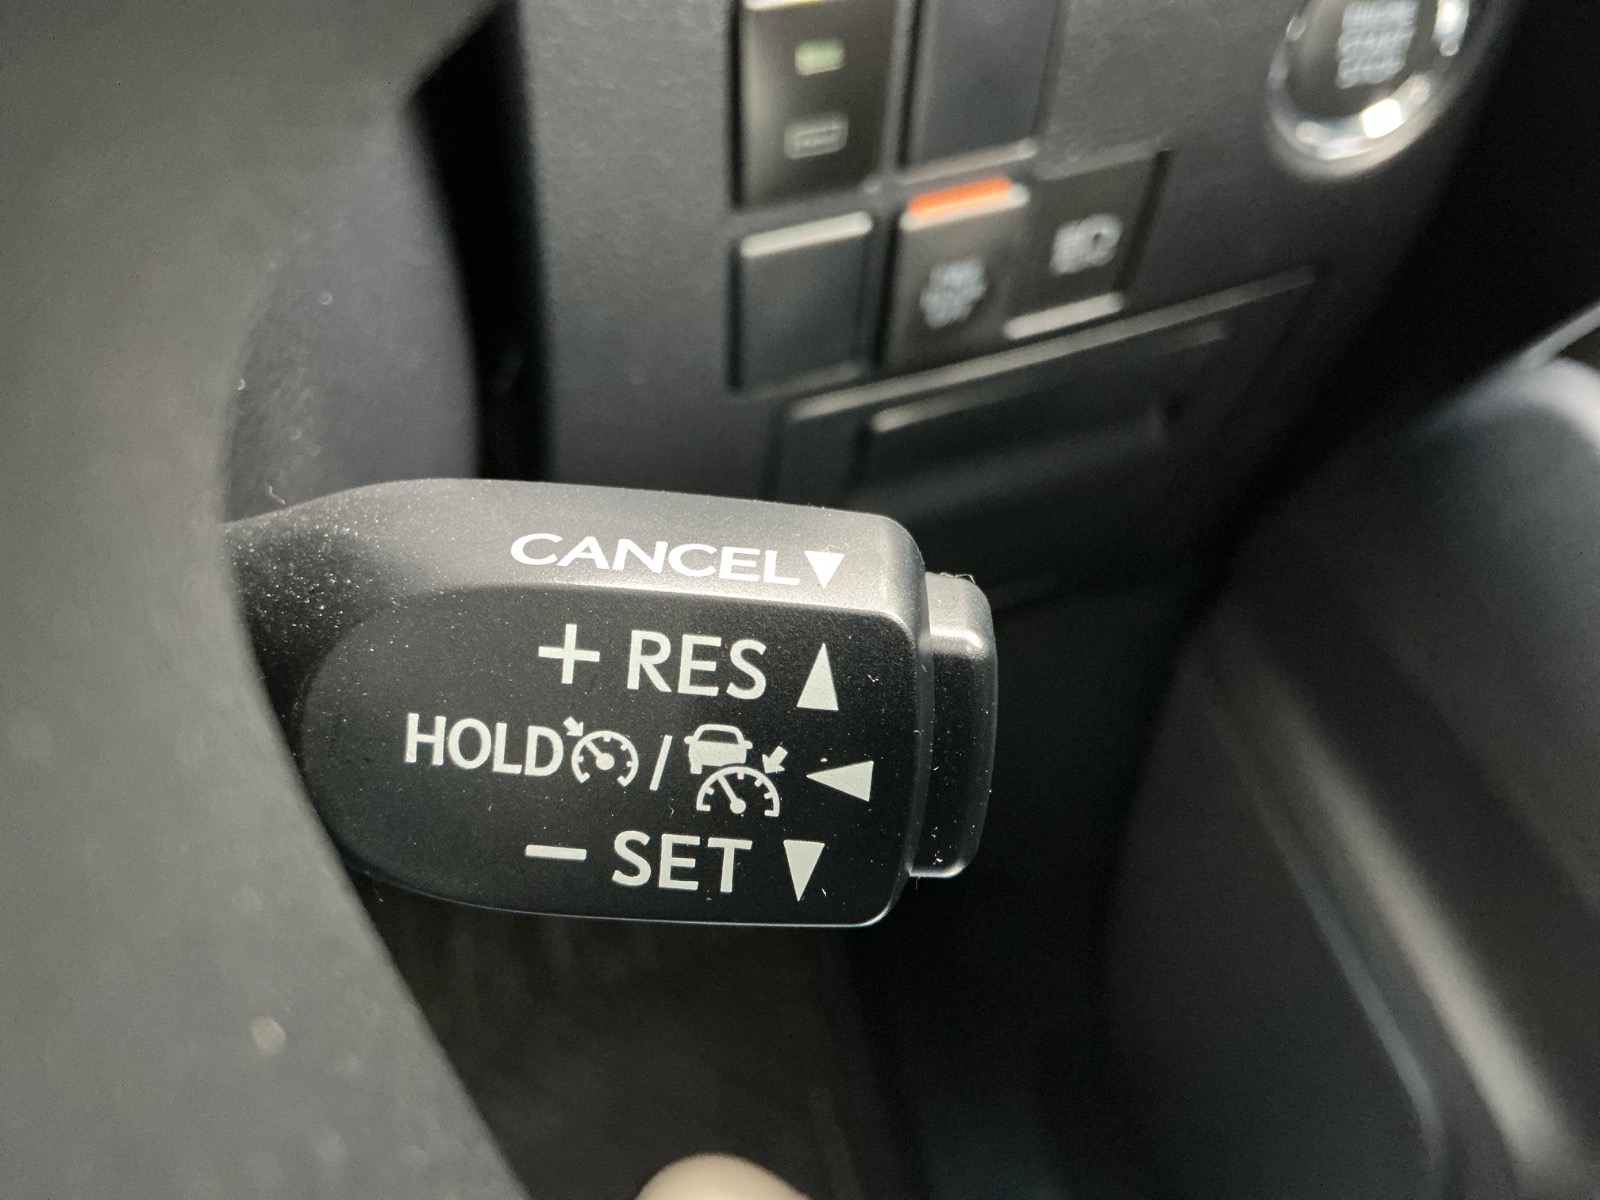 CANCEL▼
+ RES ▲
HOLD / ◀
− SET ▼